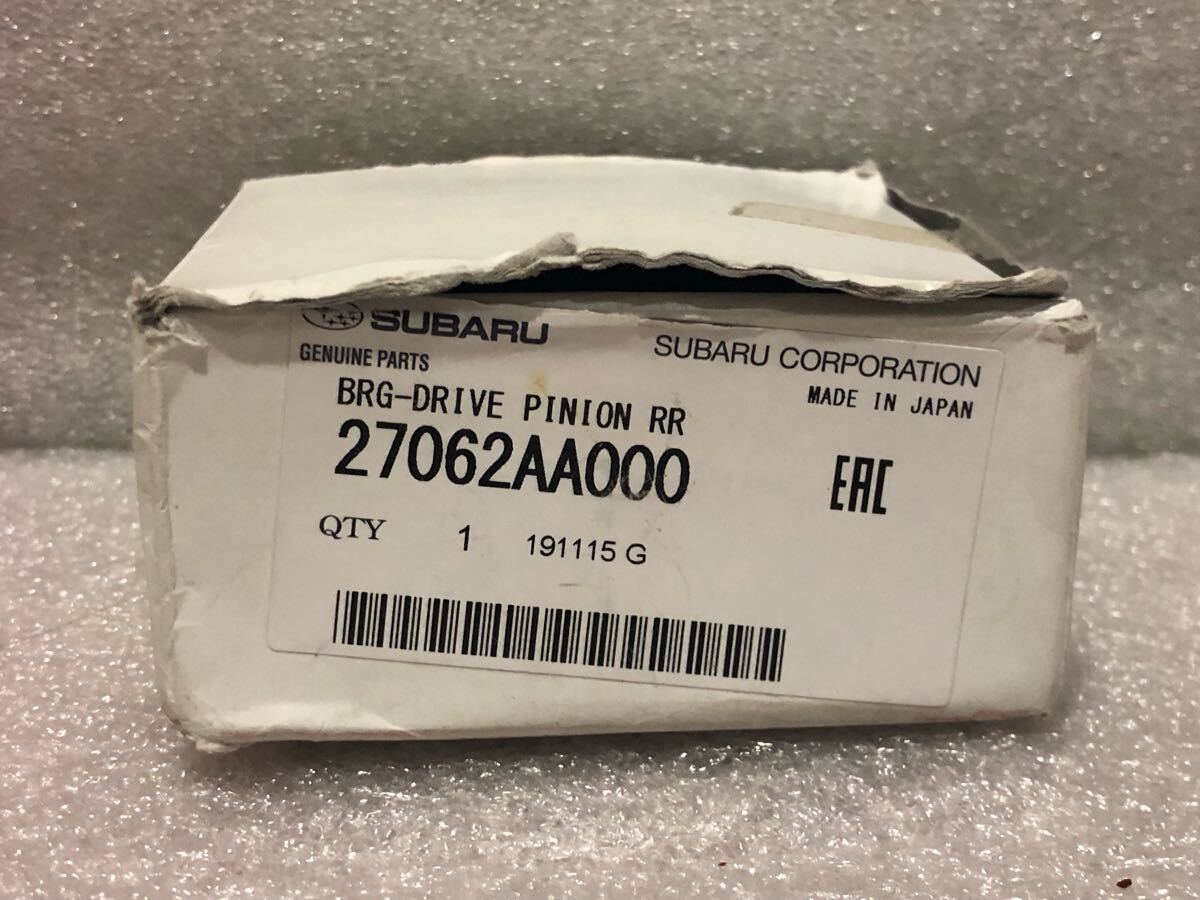 SUBARU
SUBARU CORPORATION
GENUINE PARTS
MADE IN JAPAN
BRG-DRIVE PINION RR
27062AA000
EAC
QTY 1 191115 G